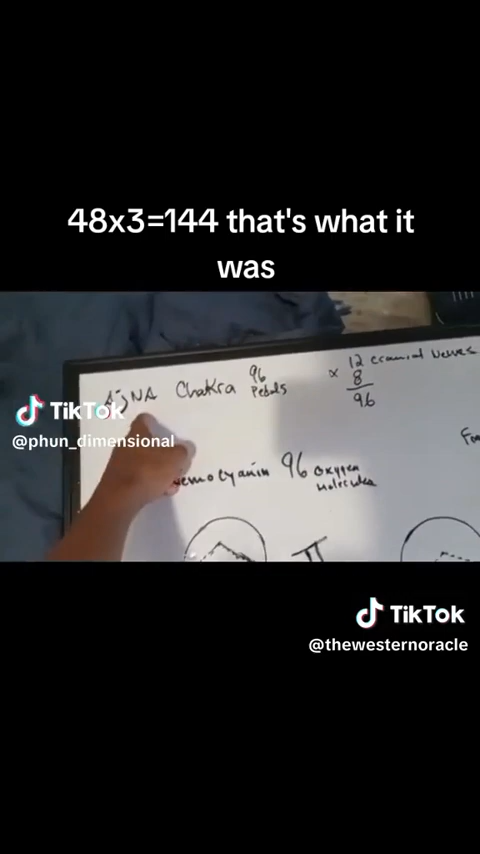 48x3=144 that's what it
was
AjNA Chakra 96
Petals
x 12 cranial nerves
8
96
TikTok
@phun_dimensional
hemocyanin 96 oxygen
molecules
TikTok
@thewesternoracle